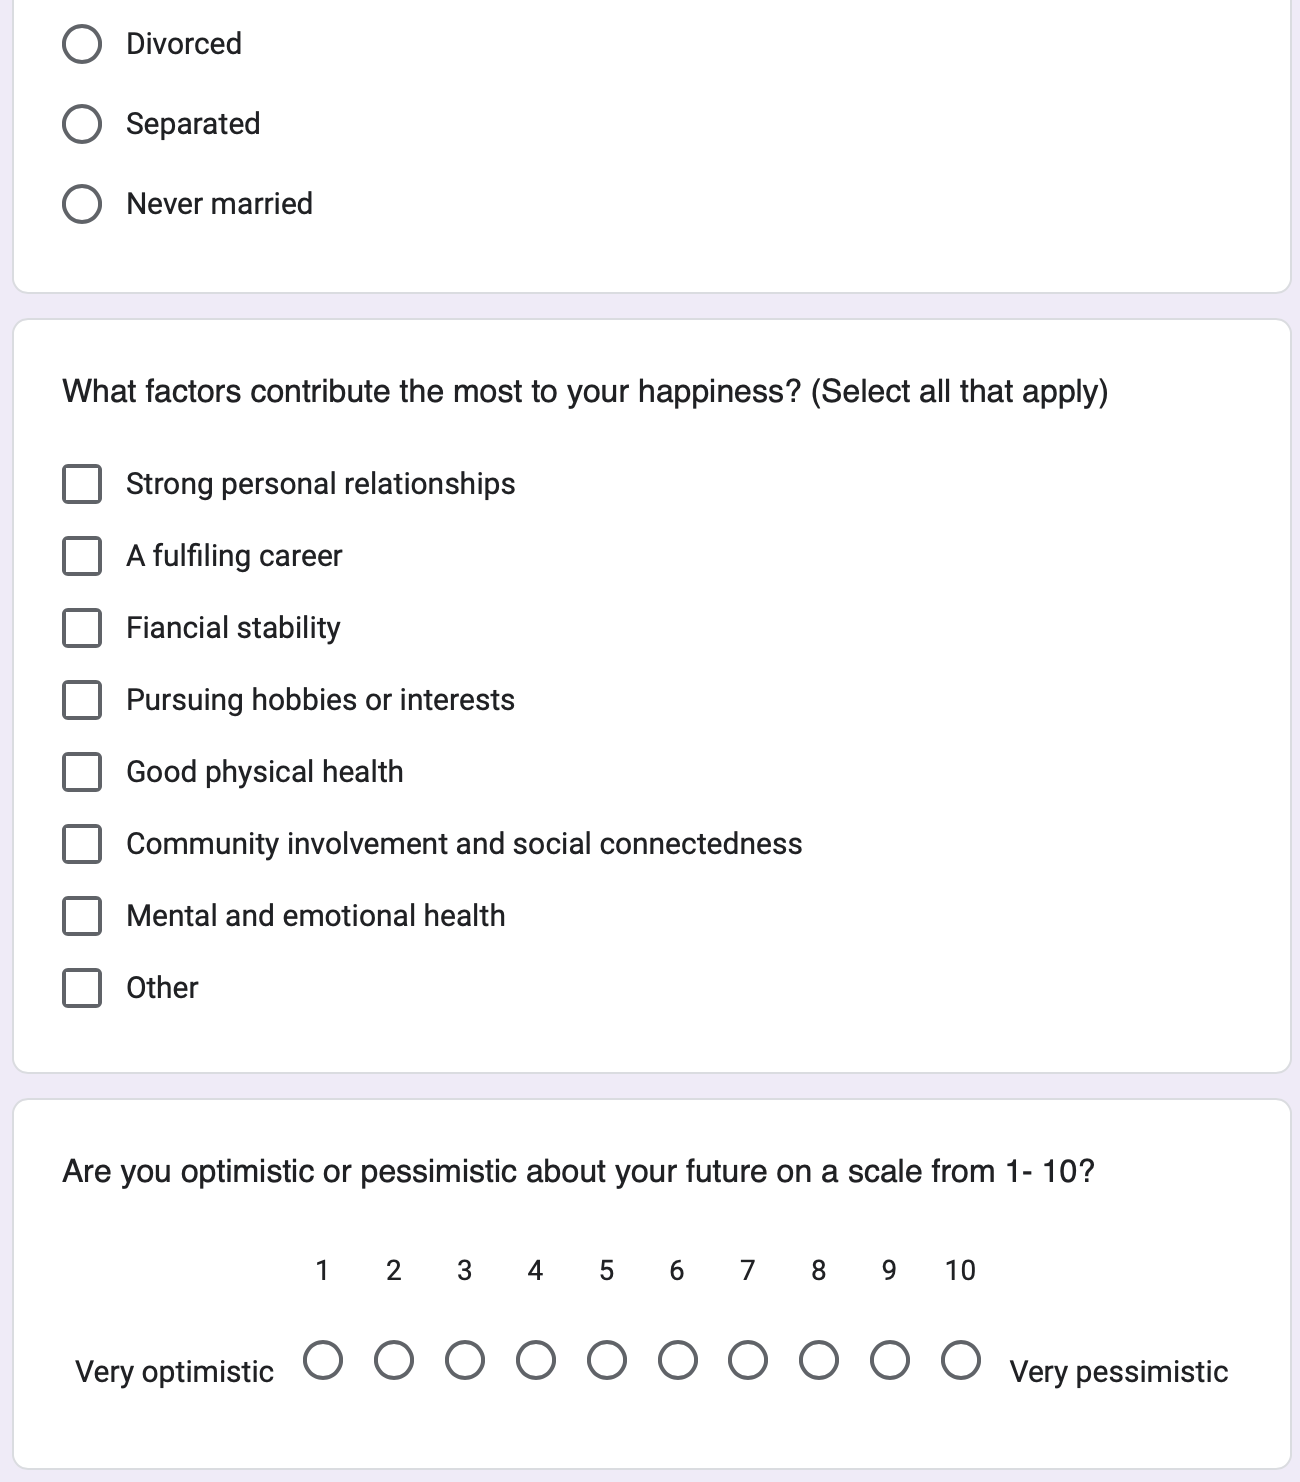 Divorced
Separated
Never married
What factors contribute the most to your happiness? (Select all that apply)
Strong personal relationships
A fulfiling career
Fiancial stability
Pursuing hobbies or interests
Good physical health
Community involvement and social connectedness
Mental and emotional health
Other
Are you optimistic or pessimistic about your future on a scale from 1- 10?
1 2 3 4 5 6 7 8 9 10
Very optimistic Very pessimistic